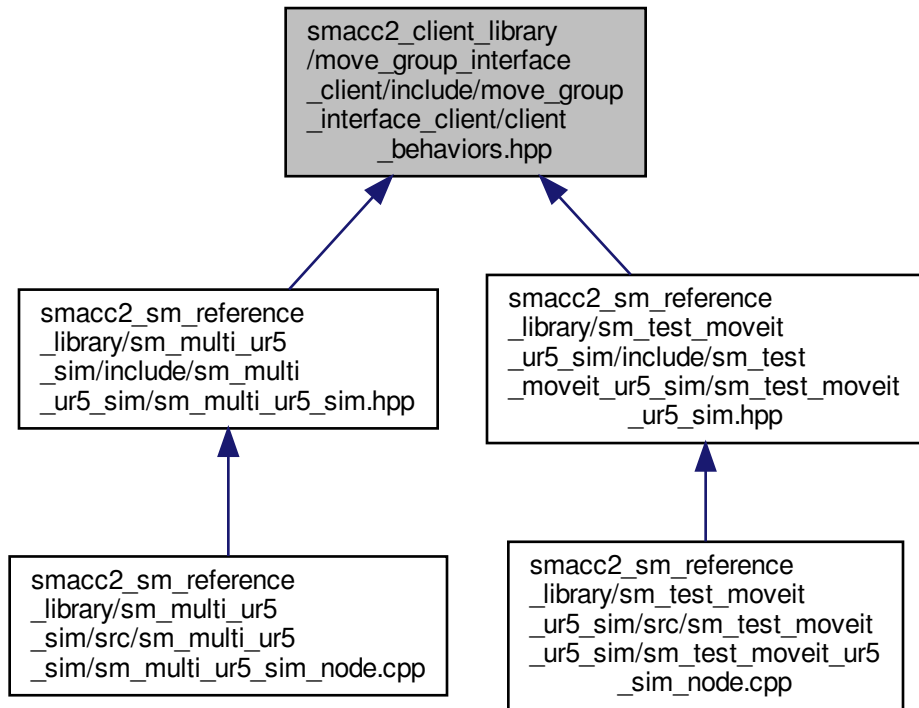 smacc2_client_library
/move_group_interface
_client/include/move_group
_interface_client/client
_behaviors.hpp
smacc2_sm_reference
_library/sm_multi_ur5
_sim/include/sm_multi
_ur5_sim/sm_multi_ur5_sim.hpp
smacc2_sm_reference
_library/sm_test_moveit
_ur5_sim/include/sm_test
_moveit_ur5_sim/sm_test_moveit
_ur5_sim.hpp
smacc2_sm_reference
_library/sm_multi_ur5
_sim/src/sm_multi_ur5
_sim/sm_multi_ur5_sim_node.cpp
smacc2_sm_reference
_library/sm_test_moveit
_ur5_sim/src/sm_test_moveit
_ur5_sim/sm_test_moveit_ur5
_sim_node.cpp